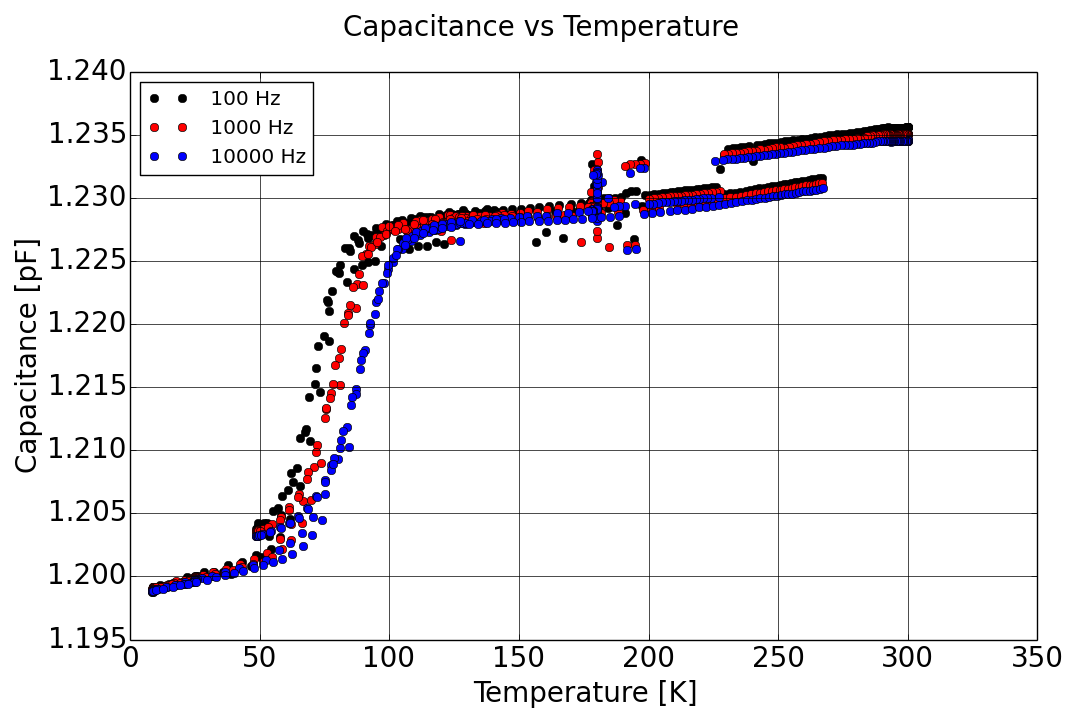 Capacitance vs Temperature
1.240
1.235
1.230
1.225
1.220
1.215
1.210
1.205
1.200
1.195
Capacitance [pF]
100 Hz
1000 Hz
10000 Hz
0 50 100 150 200 250 300 350
Temperature [K]